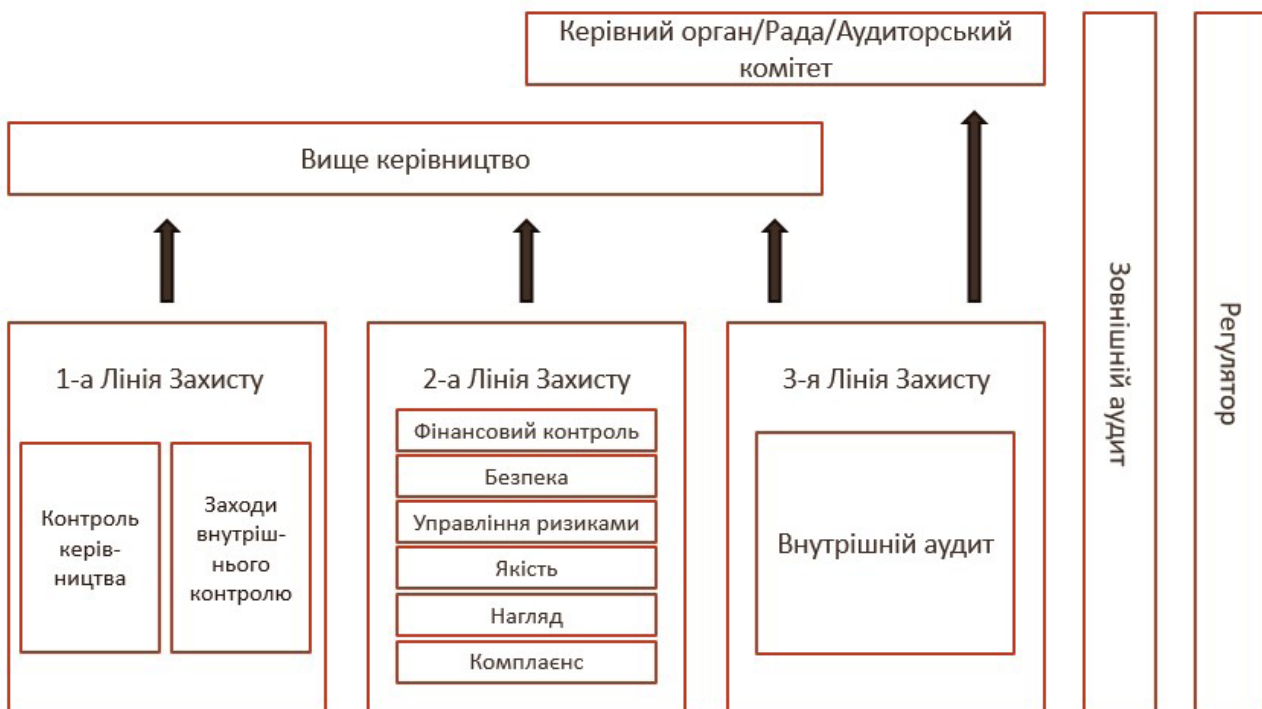 Керівний орган/Рада/Аудиторський
комітет
Вище керівництво
1-а Лінія Захисту
Контроль
керів-
ництва
Заходи
внутріш-
нього
контролю
2-а Лінія Захисту
Фінансовий контроль
Безпека
Управління ризиками
Якість
Нагляд
Комплаєнс
3-я Лінія Захисту
Внутрішній аудит
Зовнішній аудит
Регулятор